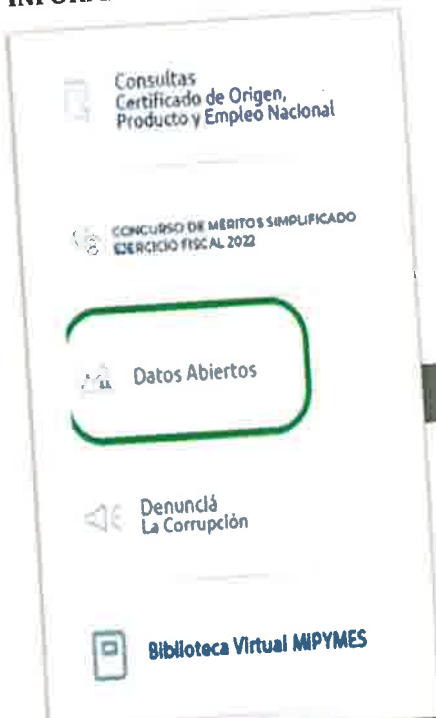 Consultas
Certificado de Origen,
Producto y Empleo Nacional
CONCURSO DE MÉRITOS SIMPLIFICADO
EJERCICIO FISCAL 2022
Datos Abiertos
Denunciá
La Corrupción
Biblioteca Virtual MIPYMES